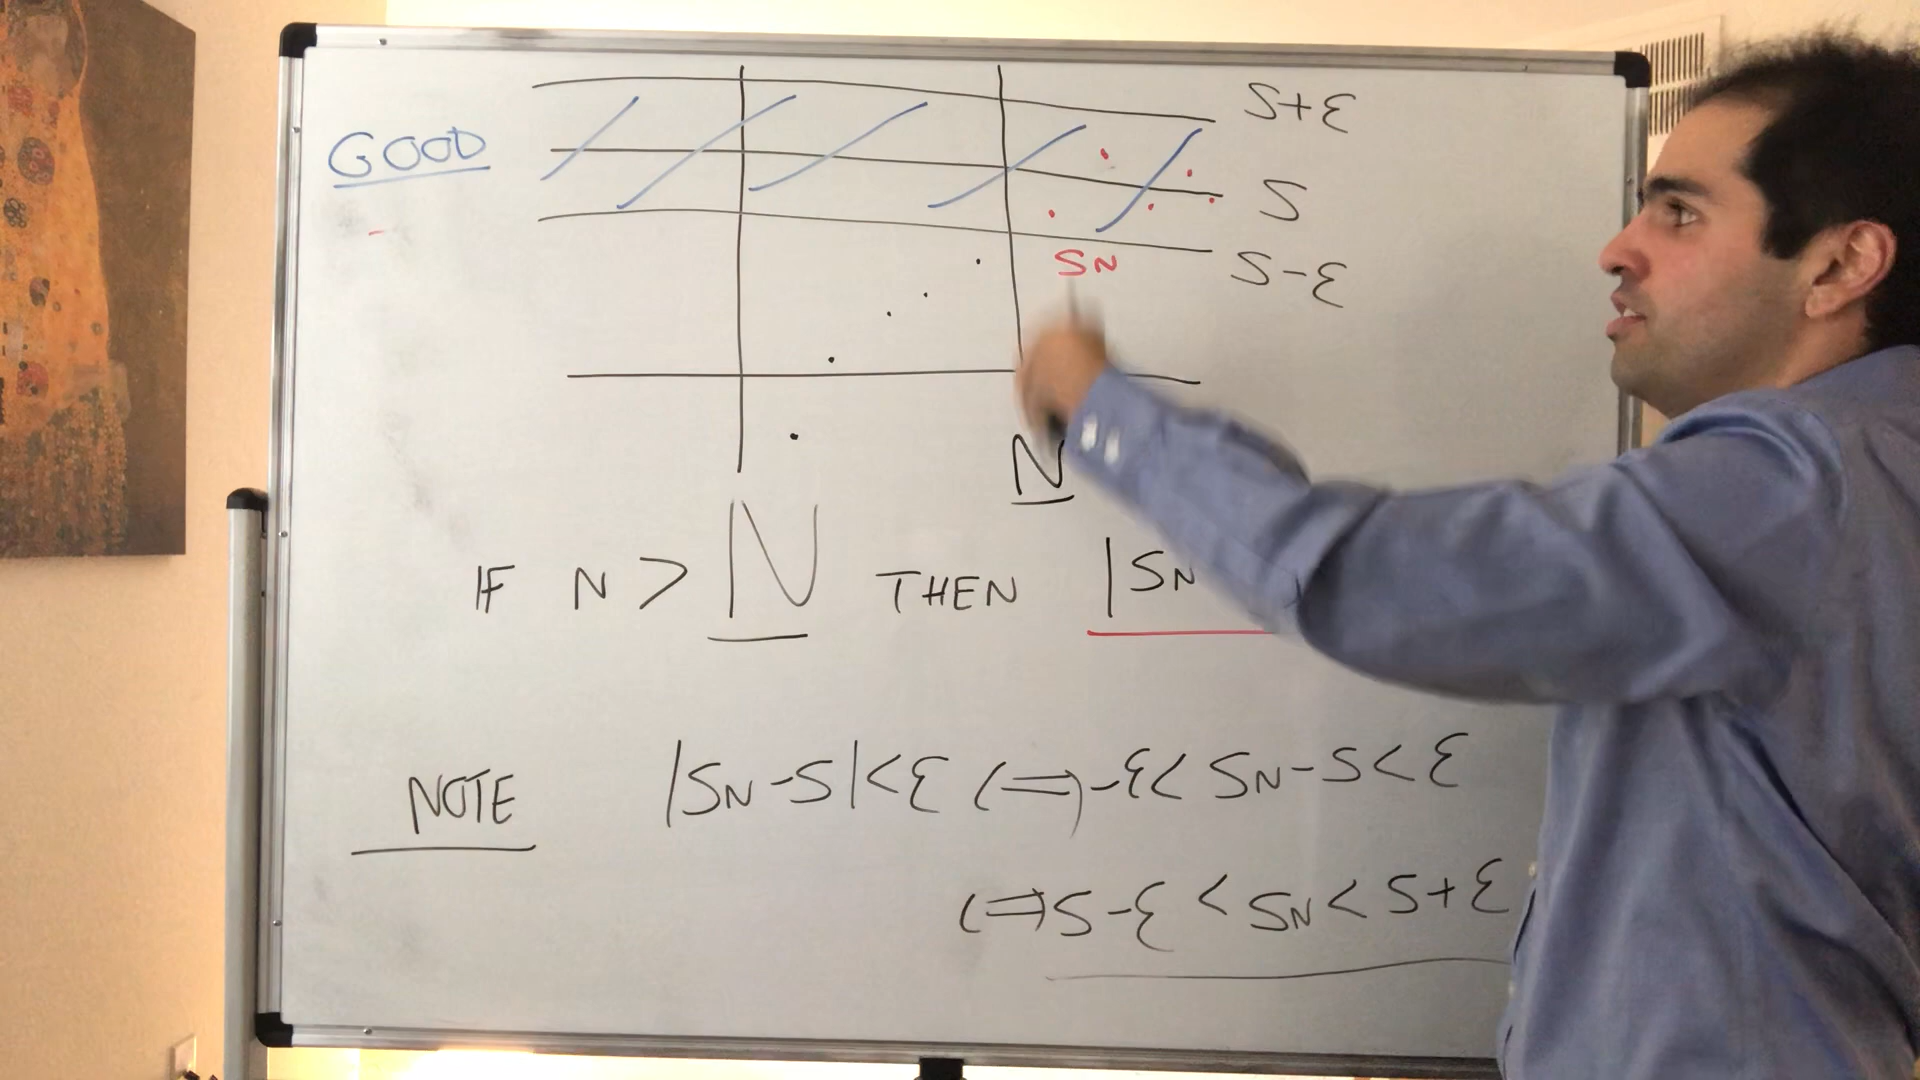 S+ε
GOOD
S
SN
S-ε
N
IF N > N THEN |SN
NOTE |SN-S|<ε (=) -ε< SN-S<ε
(=) S-ε < SN < S+ε